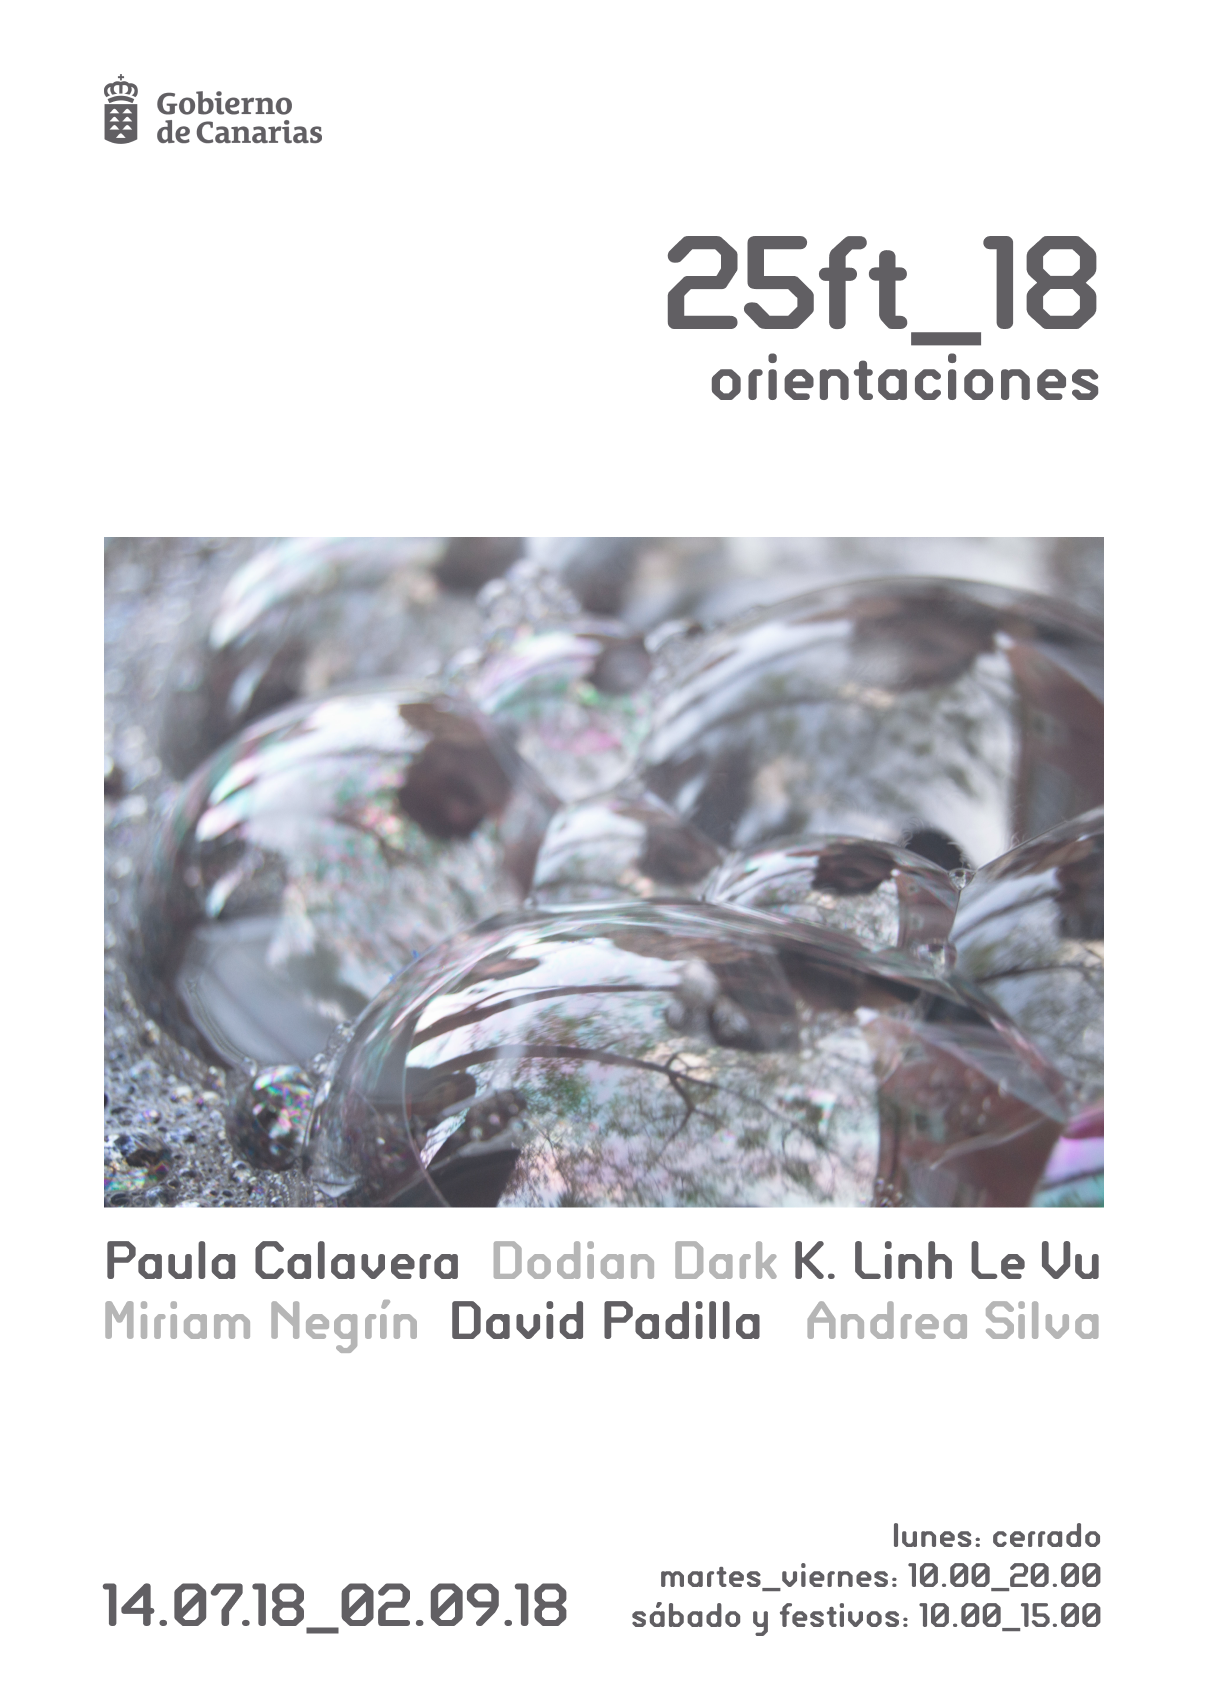 Gobierno
de Canarias
25ft_18
orientaciones
Paula Calavera Dodian Dark K. Linh Le Vu
Miriam Negrín David Padilla Andrea Silva
lunes: cerrado
martes_viernes: 10.00_20.00
sábado y festivos: 10.00_15.00
14.07.18_02.09.18